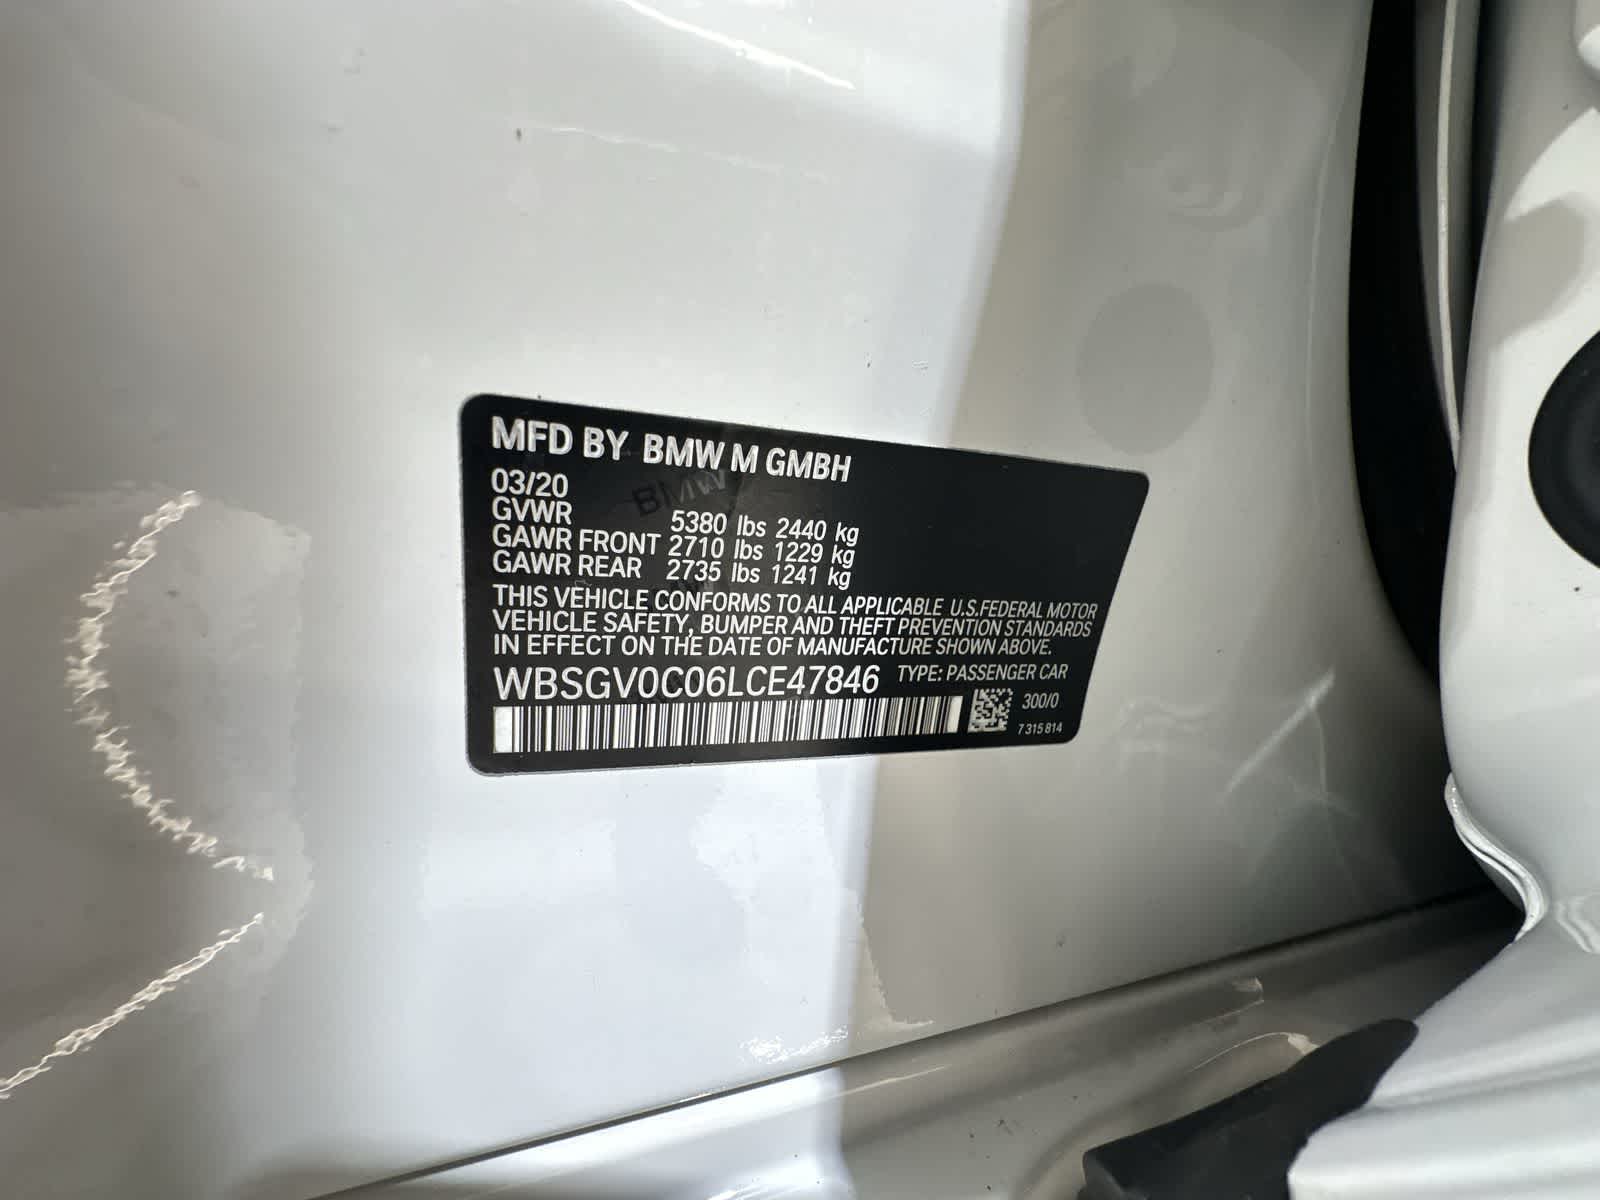 MFD BY BMW M GMBH
03/20
GVWR 5380 lbs 2440 kg
GAWR FRONT 2710 lbs 1229 kg
GAWR REAR 2735 lbs 1241 kg
THIS VEHICLE CONFORMS TO ALL APPLICABLE U.S.FEDERAL MOTOR
VEHICLE SAFETY, BUMPER AND THEFT PREVENTION STANDARDS
IN EFFECT ON THE DATE OF MANUFACTURE SHOWN ABOVE.
WBSGV0C06LCE47846 TYPE: PASSENGER CAR
300/0
7 315 814
BMW